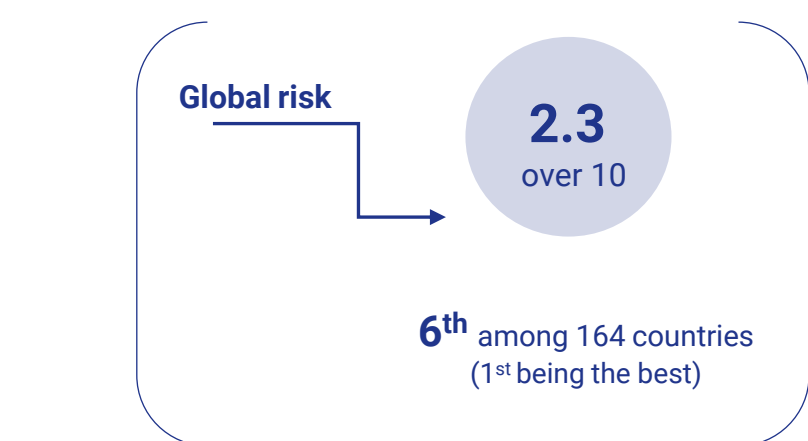 Global risk
2.3
over 10
6th among 164 countries
(1st being the best)